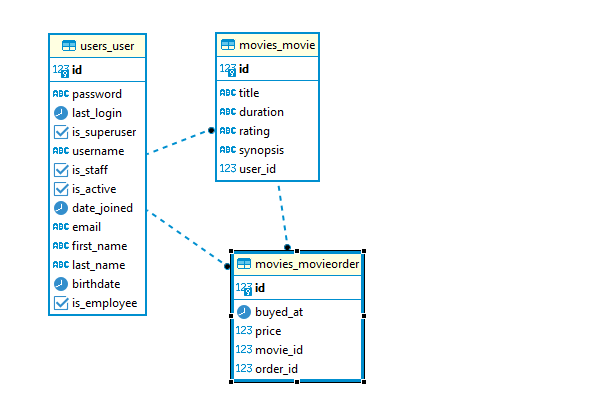 users_user
123 id
ABC password
last_login
is_superuser
ABC username
is_staff
is_active
date_joined
ABC email
ABC first_name
ABC last_name
birthdate
is_employee
movies_movie
123 id
ABC title
ABC duration
ABC rating
ABC synopsis
123 user_id
movies_movieorder
123 id
buyed_at
123 price
123 movie_id
123 order_id